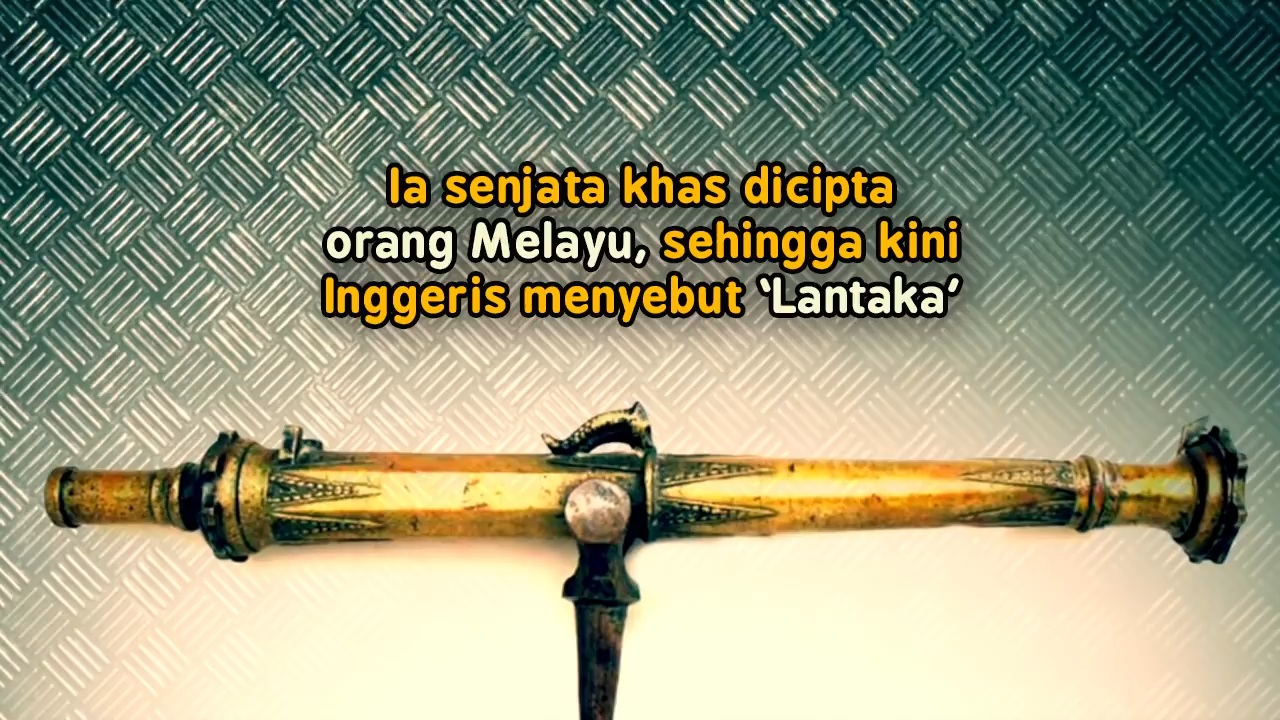 Ia senjata khas dicipta
orang Melayu, sehingga kini
Inggeris menyebut ‘Lantaka’